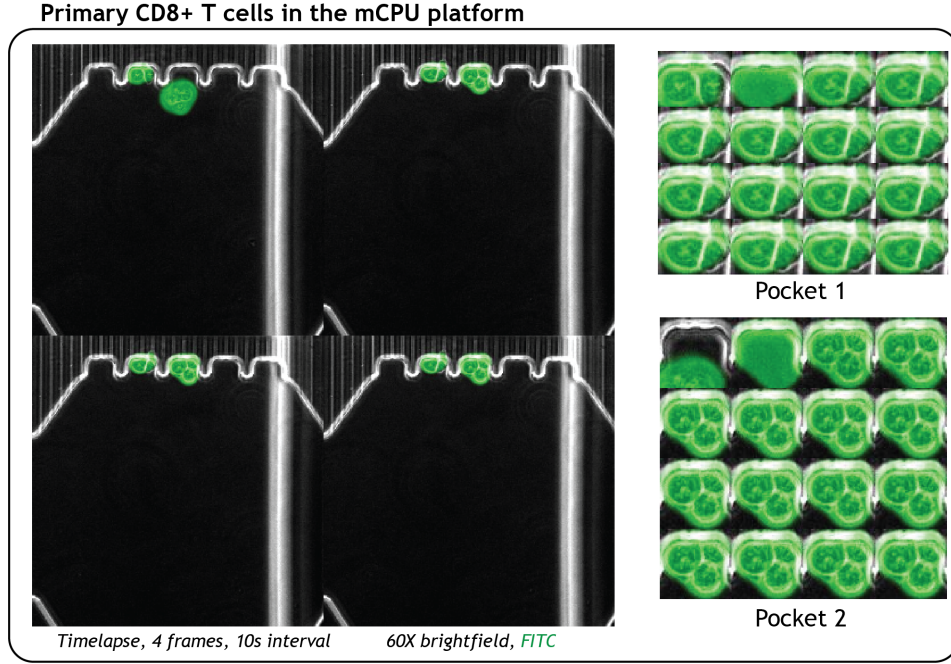 Primary CD8+ T cells in the mCPU platform
Pocket 1
Pocket 2
Timelapse, 4 frames, 10s interval
60X brightfield, FITC